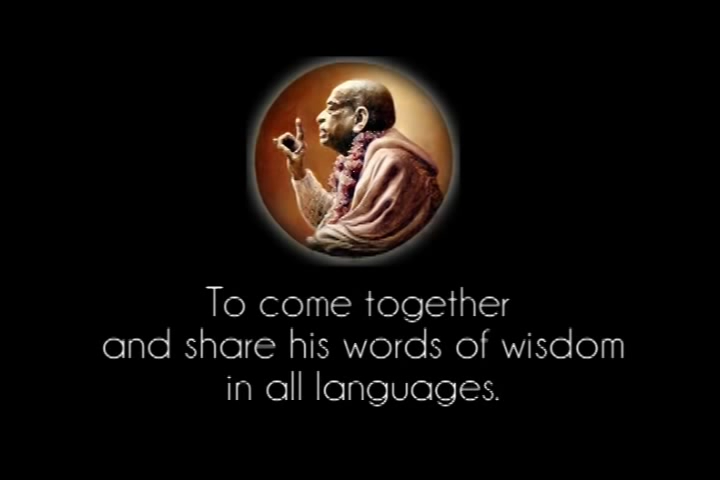 To come together
and share his words of wisdom
in all languages.